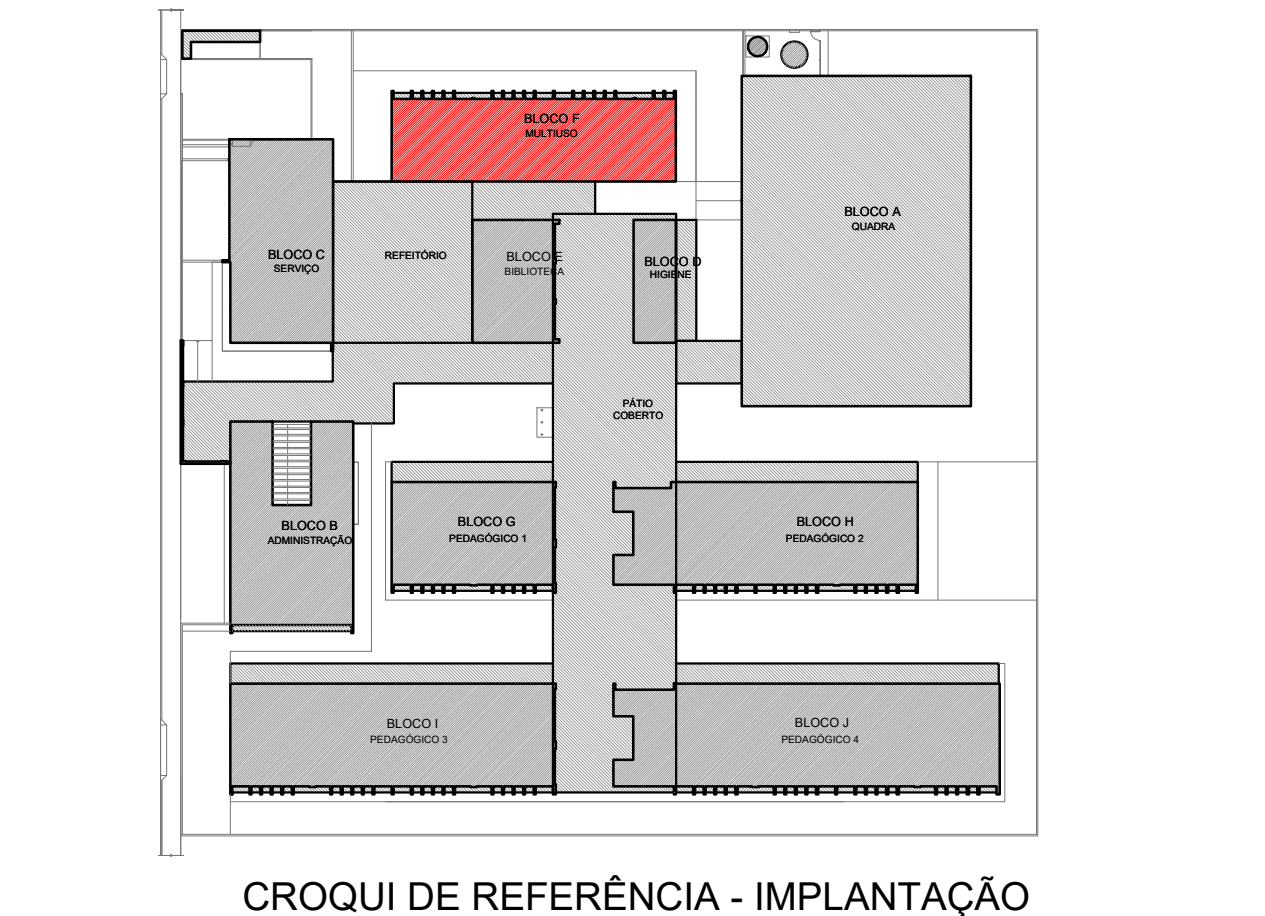 BLOCO F
MULTIUSO
BLOCO A
QUADRA
BLOCO C
SERVIÇO
REFEITÓRIO
BLOCO E
BIBLIOTECA
BLOCO D
HIGIENE
PÁTIO
COBERTO
BLOCO B
ADMINISTRAÇÃO
BLOCO G
PEDAGÓGICO 1
BLOCO H
PEDAGÓGICO 2
BLOCO I
PEDAGÓGICO 3
BLOCO J
PEDAGÓGICO 4
CROQUI DE REFERÊNCIA - IMPLANTAÇÃO